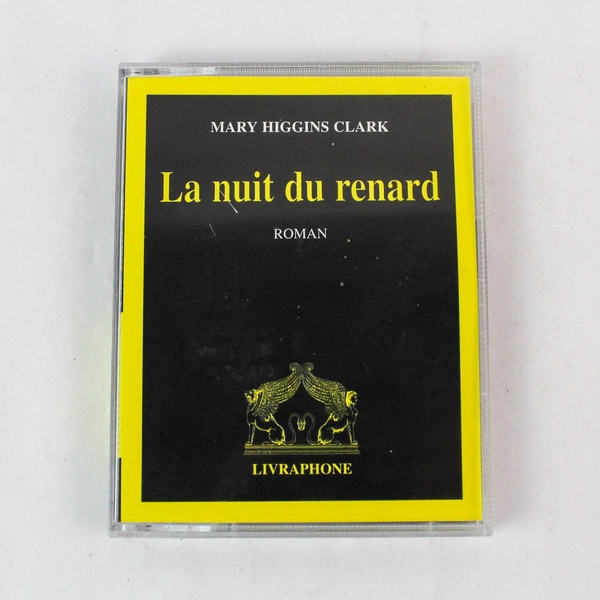 MARY HIGGINS CLARK
La nuit du renard
ROMAN
LIVRAPHONE